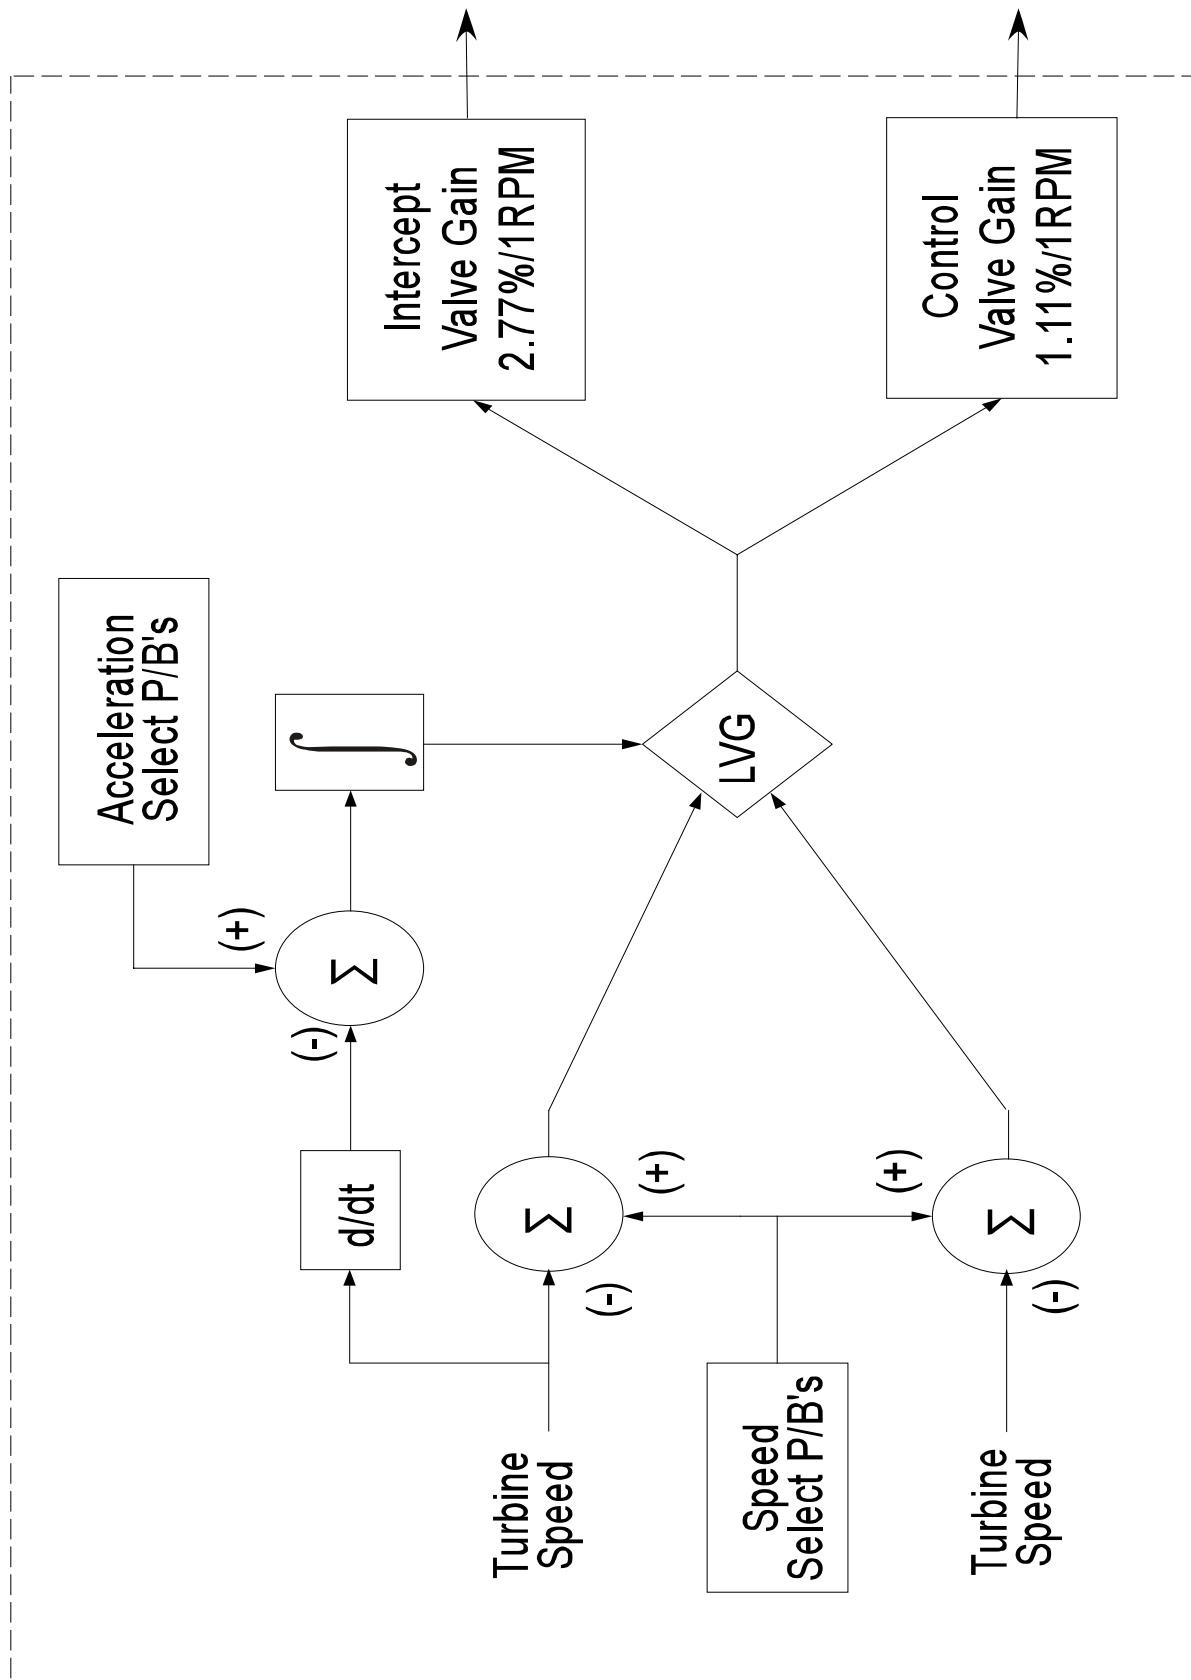 Turbine
Speed
Speed
Select P/B's
Turbine
Speed
d/dt
(-)
(+)
(-)
(+)
(-)
(+)
Σ
Σ
Σ
Acceleration
Select P/B's
∫
LVG
Intercept
Valve Gain
2.77%/1RPM
Control
Valve Gain
1.11%/1RPM